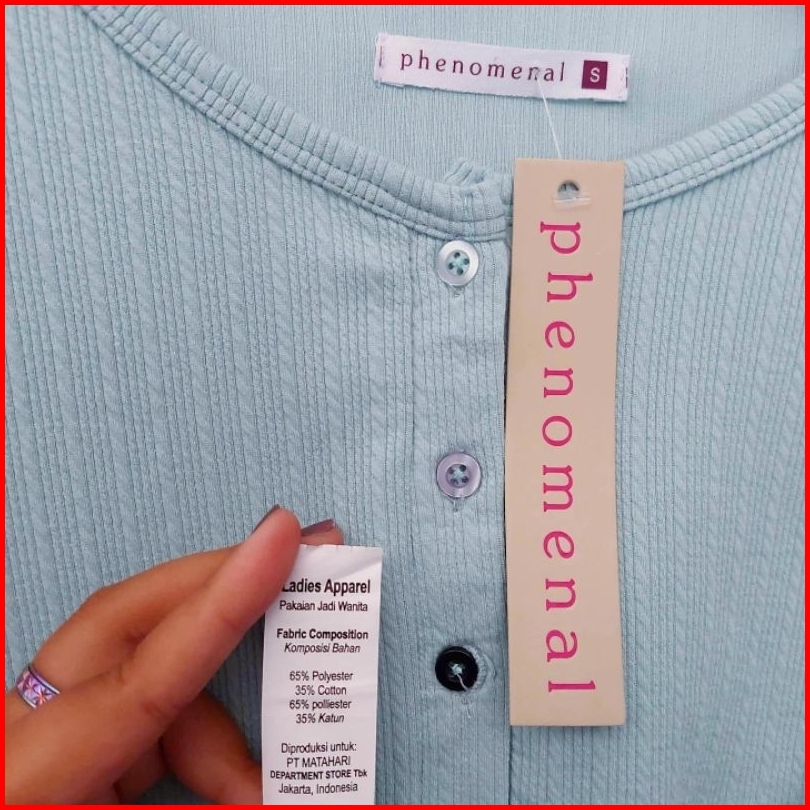 phenomenal S
phenomenal
Ladies Apparel
Pakaian Jadi Wanita
Fabric Composition
Komposisi Bahan
65% Polyester
35% Cotton
65% polliester
35% Katun
Diproduksi untuk:
PT MATAHARI
DEPARTMENT STORE Tbk
Jakarta, Indonesia